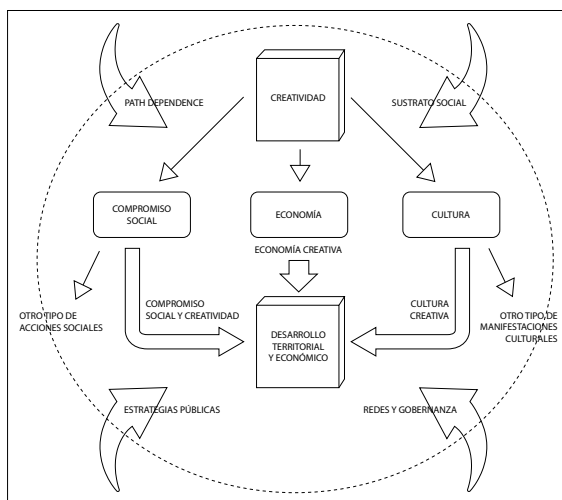 PATH DEPENDENCE
CREATIVIDAD
SUSTRATO SOCIAL
COMPROMISO
SOCIAL
ECONOMÍA
CULTURA
ECONOMÍA CREATIVA
OTRO TIPO DE
ACCIONES SOCIALES
COMPROMISO
SOCIAL Y CREATIVIDAD
DESARROLLO
TERRITORIAL
Y ECONÓMICO
CULTURA
CREATIVA
OTRO TIPO DE
MANIFESTACIONES
CULTURALES
ESTRATEGIAS PÚBLICAS
REDES Y GOBERNANZA